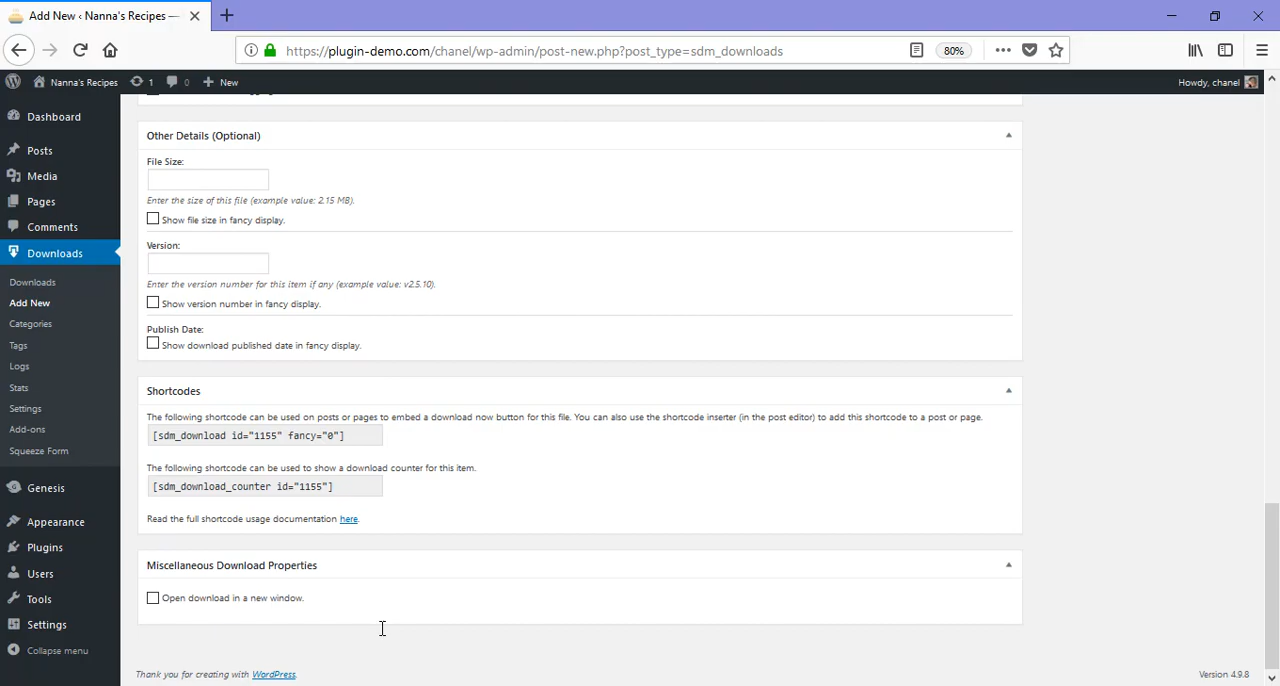 Add New ‹ Nanna's Recipes —
https://plugin-demo.com/chanel/wp-admin/post-new.php?post_type=sdm_downloads
80%
Nanna's Recipes
1
0
New
Howdy, chanel
Dashboard
Posts
Media
Pages
Comments
Downloads
Downloads
Add New
Categories
Tags
Logs
Stats
Settings
Add-ons
Squeeze Form
Genesis
Appearance
Plugins
Users
Tools
Settings
Collapse menu
Other Details (Optional)
File Size:
Enter the size of this file (example value: 2.15 MB).
Show file size in fancy display.
Version:
Enter the version number for this item if any (example value: v2.5.10).
Show version number in fancy display.
Publish Date:
Show download published date in fancy display.
Shortcodes
The following shortcode can be used on posts or pages to embed a download now button for this file. You can also use the shortcode inserter (in the post editor) to add this shortcode to a post or page.
[sdm_download id="1155" fancy="0"]
The following shortcode can be used to show a download counter for this item.
[sdm_download_counter id="1155"]
Read the full shortcode usage documentation here.
Miscellaneous Download Properties
Open download in a new window.
Thank you for creating with WordPress.
Version 4.9.8